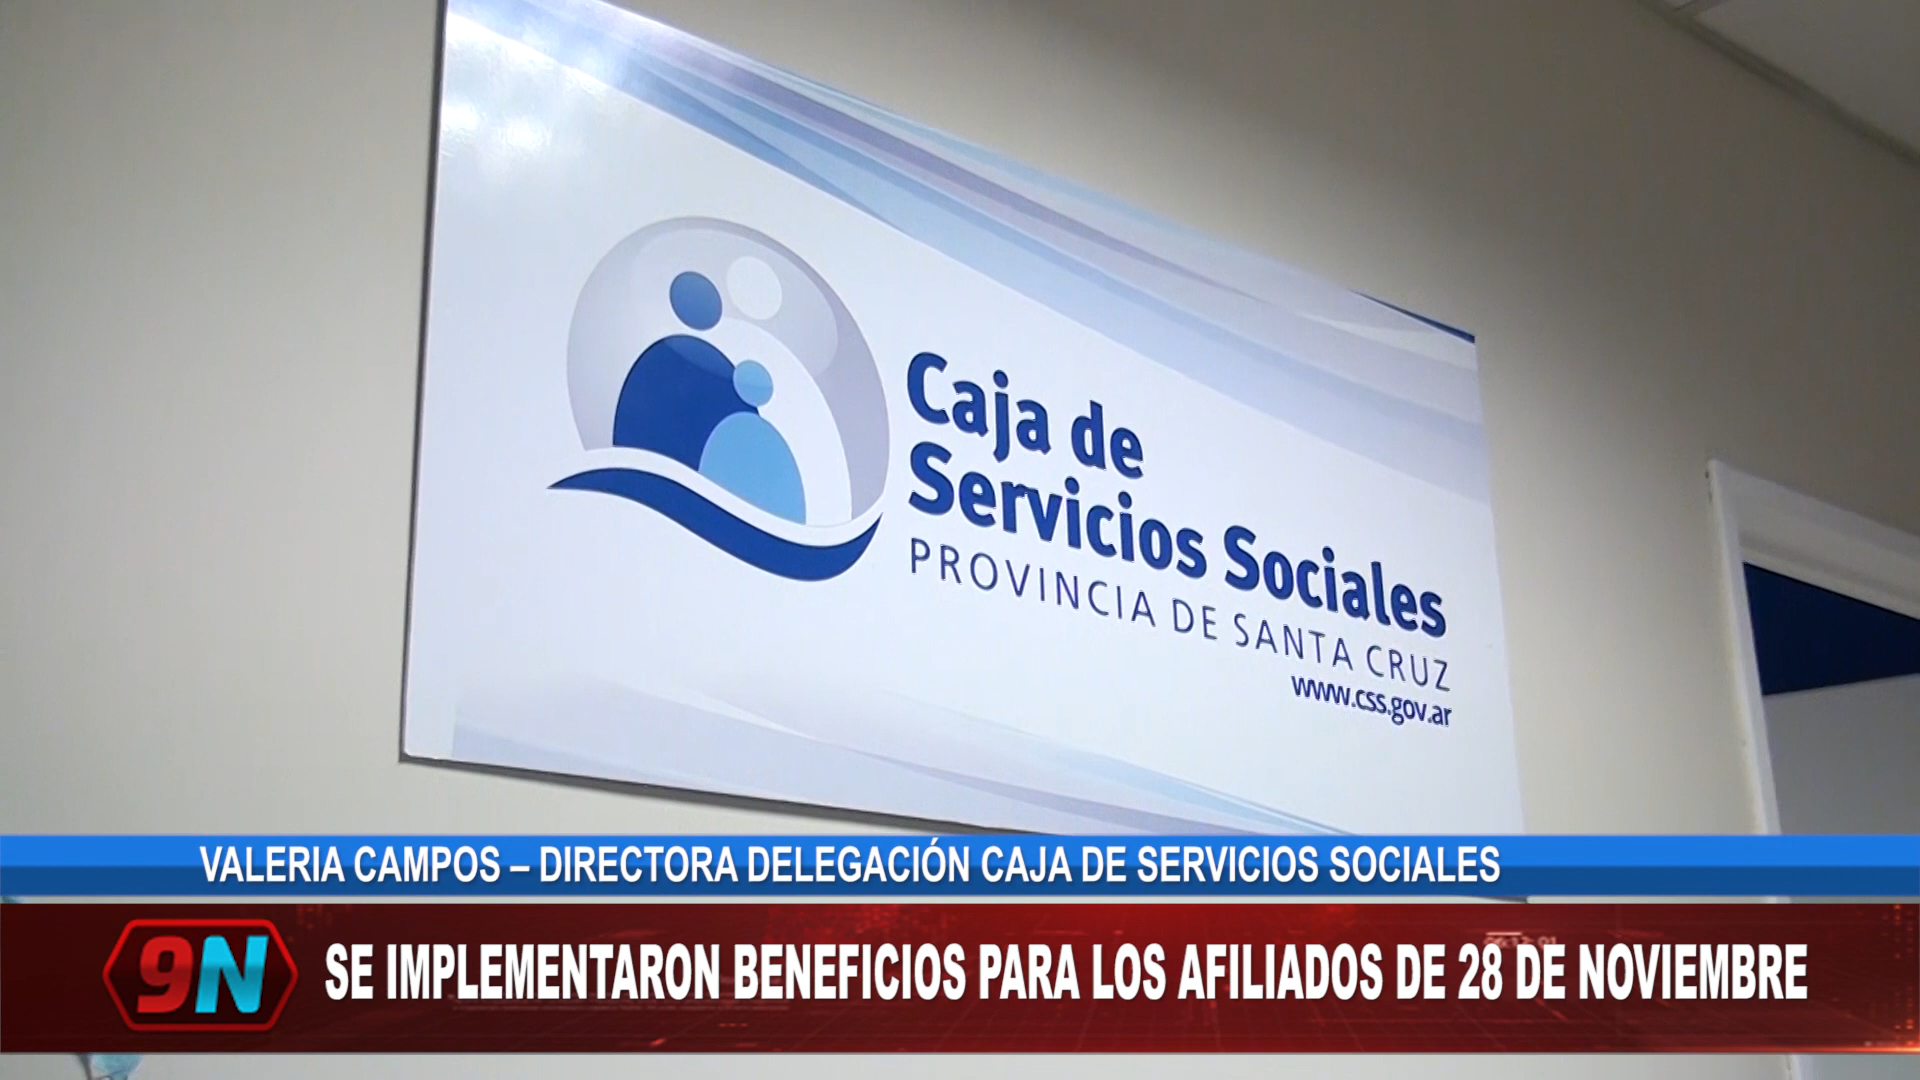 Caja de
Servicios Sociales
PROVINCIA DE SANTA CRUZ
www.css.gov.ar
VALERIA CAMPOS – DIRECTORA DELEGACIÓN CAJA DE SERVICIOS SOCIALES
9N
SE IMPLEMENTARON BENEFICIOS PARA LOS AFILIADOS DE 28 DE NOVIEMBRE